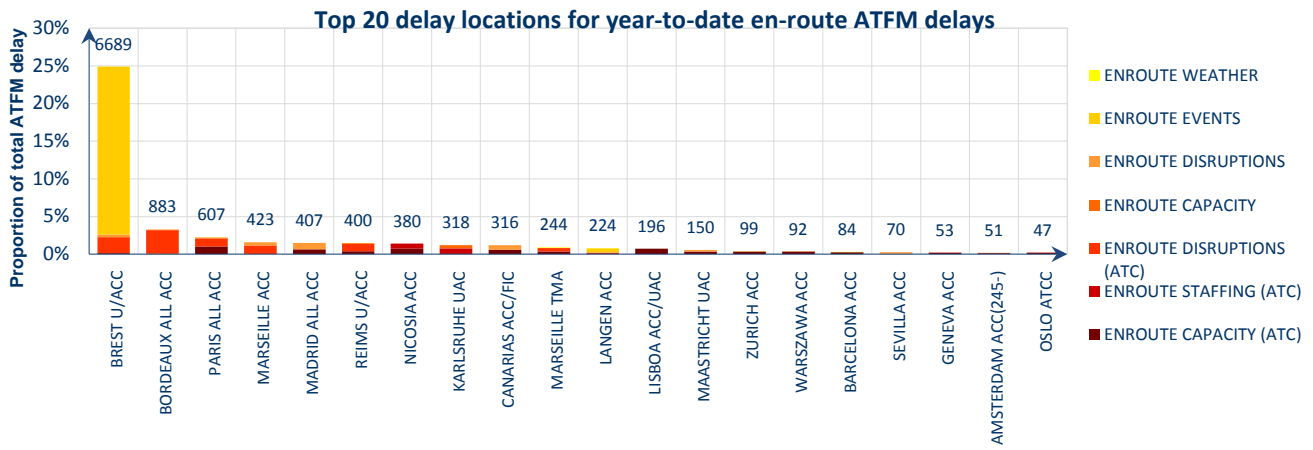 Top 20 delay locations for year-to-date en-route ATFM delays
Proportion of total ATFM delay
30%
25%
20%
15%
10%
5%
0%
6689
883
607
423
407
400
380
318
316
244
224
196
150
99
92
84
70
53
51
47
BREST U/ACC
BORDEAUX ALL ACC
PARIS ALL ACC
MARSEILLE ACC
MADRID ALL ACC
REIMS U/ACC
NICOSIA ACC
KARLSRUHE UAC
CANARIAS ACC/FIC
MARSEILLE TMA
LANGEN ACC
LISBOA ACC/UAC
MAASTRICHT UAC
ZURICH ACC
WARSZAWA ACC
BARCELONA ACC
SEVILLA ACC
GENEVA ACC
AMSTERDAM ACC(245-)
OSLO ATCC
ENROUTE WEATHER
ENROUTE EVENTS
ENROUTE DISRUPTIONS
ENROUTE CAPACITY
ENROUTE DISRUPTIONS
(ATC)
ENROUTE STAFFING (ATC)
ENROUTE CAPACITY (ATC)